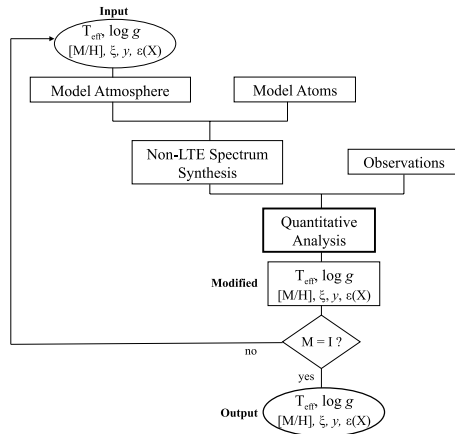 Input
T_eff, log g
[M/H], ξ, y, ε(X)
Model Atmosphere
Model Atoms
Non-LTE Spectrum
Synthesis
Observations
Quantitative
Analysis
Modified
T_eff, log g
[M/H], ξ, y, ε(X)
M = I ?
no
yes
Output
T_eff, log g
[M/H], ξ, y, ε(X)